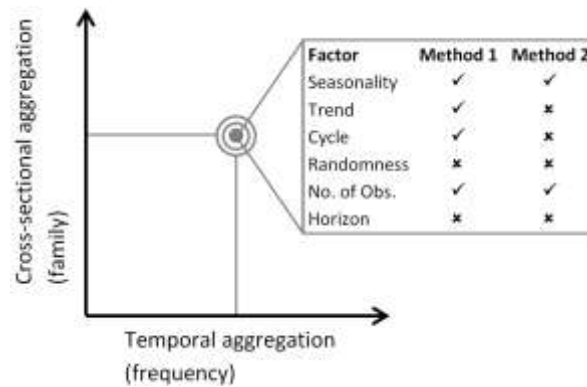 Cross-sectional aggregation
(family)
Factor Method 1 Method 2
Seasonality ✓ ✓
Trend ✓ ✗
Cycle ✓ ✗
Randomness ✗ ✗
No. of Obs. ✓ ✓
Horizon ✗ ✗
Temporal aggregation
(frequency)